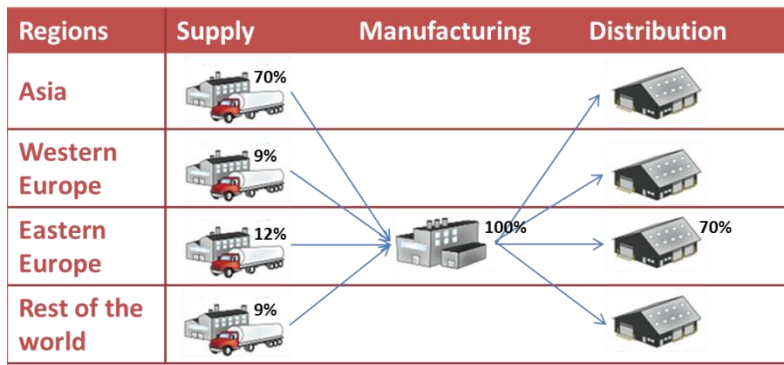 Regions Supply Manufacturing Distribution
Asia 70%
Western
Europe 9%
Eastern
Europe 12% 100% 70%
Rest of the
world 9%